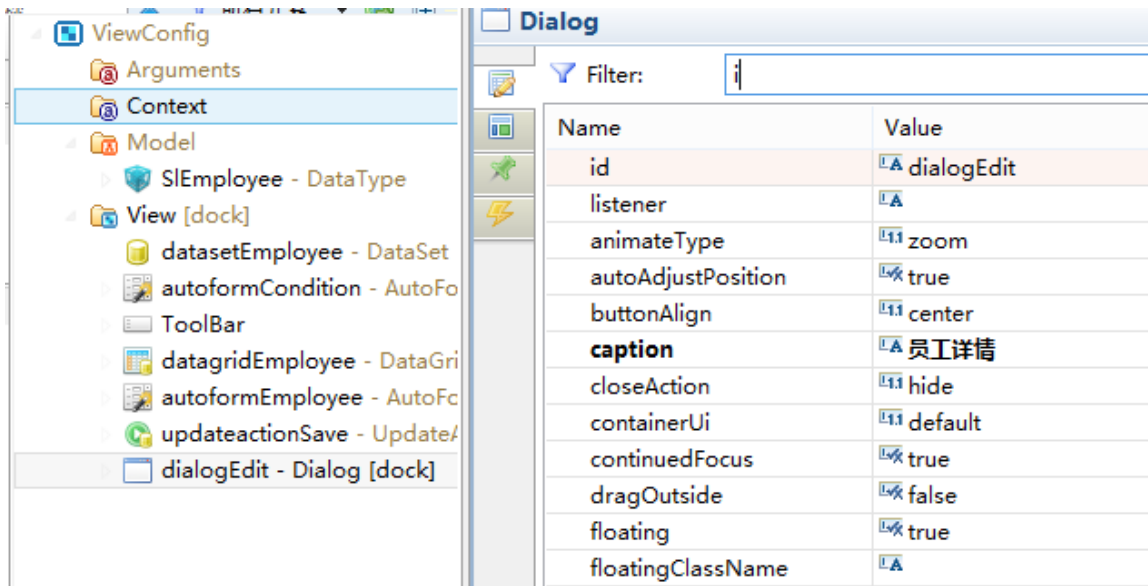 ViewConfig
Arguments
Context
Model
SlEmployee - DataType
View [dock]
datasetEmployee - DataSet
autoformCondition - AutoFo
ToolBar
datagridEmployee - DataGri
autoformEmployee - AutoFo
updateactionSave - UpdateA
dialogEdit - Dialog [dock]
Dialog
Filter: i
Name Value
id dialogEdit
listener
animateType zoom
autoAdjustPosition true
buttonAlign center
caption 员工详情
closeAction hide
containerUi default
continuedFocus true
dragOutside false
floating true
floatingClassName